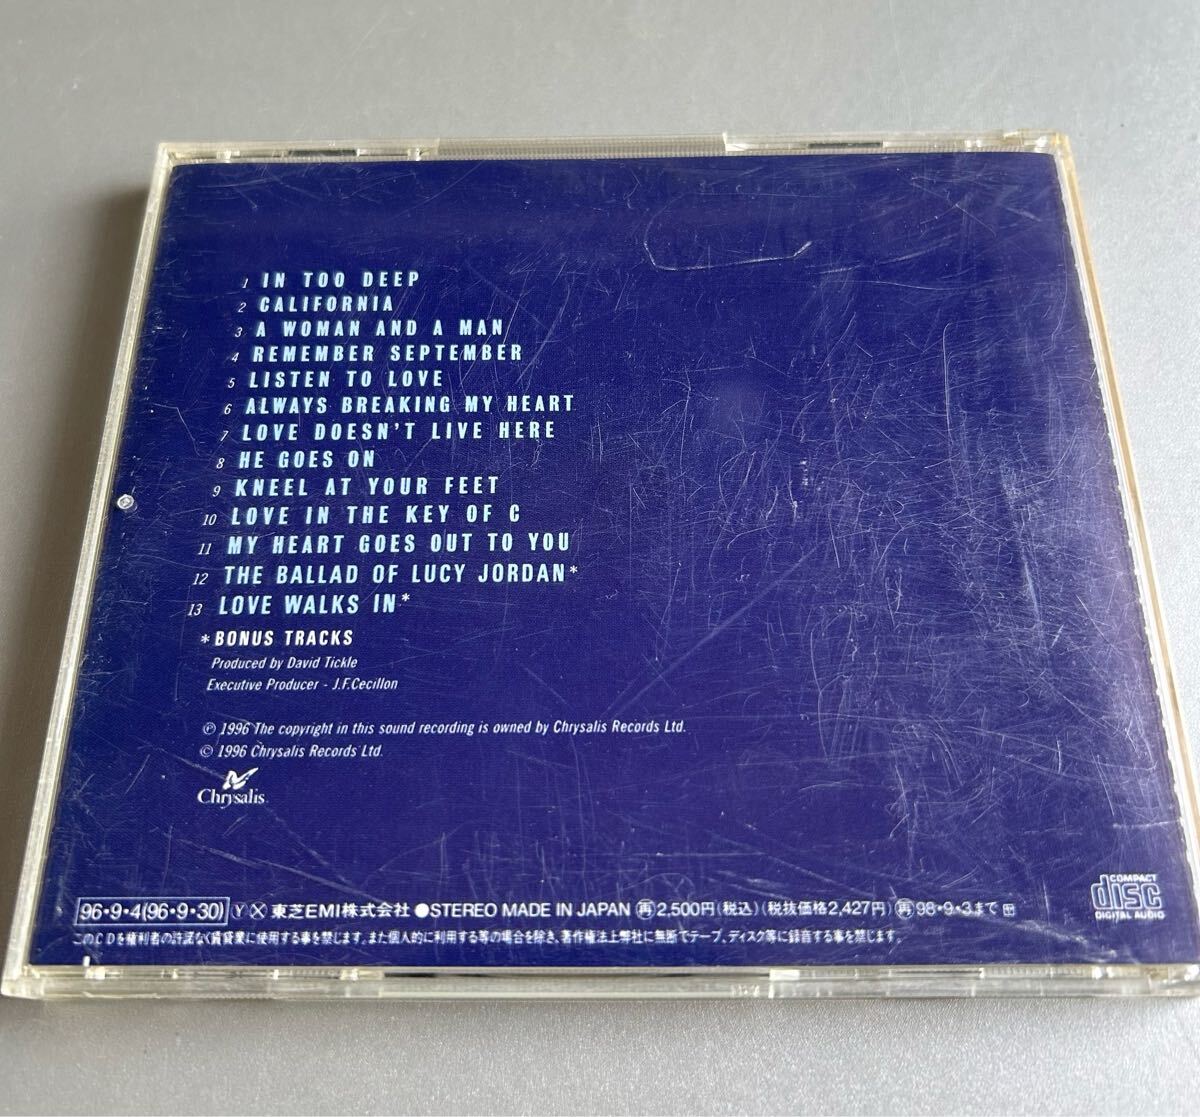 1 IN TOO DEEP
2 CALIFORNIA
3 A WOMAN AND A MAN
4 REMEMBER SEPTEMBER
5 LISTEN TO LOVE
6 ALWAYS BREAKING MY HEART
7 LOVE DOESN'T LIVE HERE
8 HE GOES ON
9 KNEEL AT YOUR FEET
10 LOVE IN THE KEY OF C
11 MY HEART GOES OUT TO YOU
12 THE BALLAD OF LUCY JORDAN*
13 LOVE WALKS IN*
*BONUS TRACKS
Produced by David Tickle
Executive Producer - J.F.Cecillon
℗ 1996 The copyright in this sound recording is owned by Chrysalis Records Ltd.
© 1996 Chrysalis Records Ltd.
Chrysalis
COMPACT
disc
DIGITAL AUDIO
96・9・4(96・9・30) Ⓨ Ⓧ 東芝EMI株式会社 ●STEREO MADE IN JAPAN ㊢2,500円(税込)(税抜価格2,427円) ㊢98・9・3まで
このCDを権利者の許諾なく賃貸業に使用する事を禁じます。また個人的に利用する等の場合を除き、著作権法上弊社に無断でテープ、ディスク等に録音する事を禁じます。